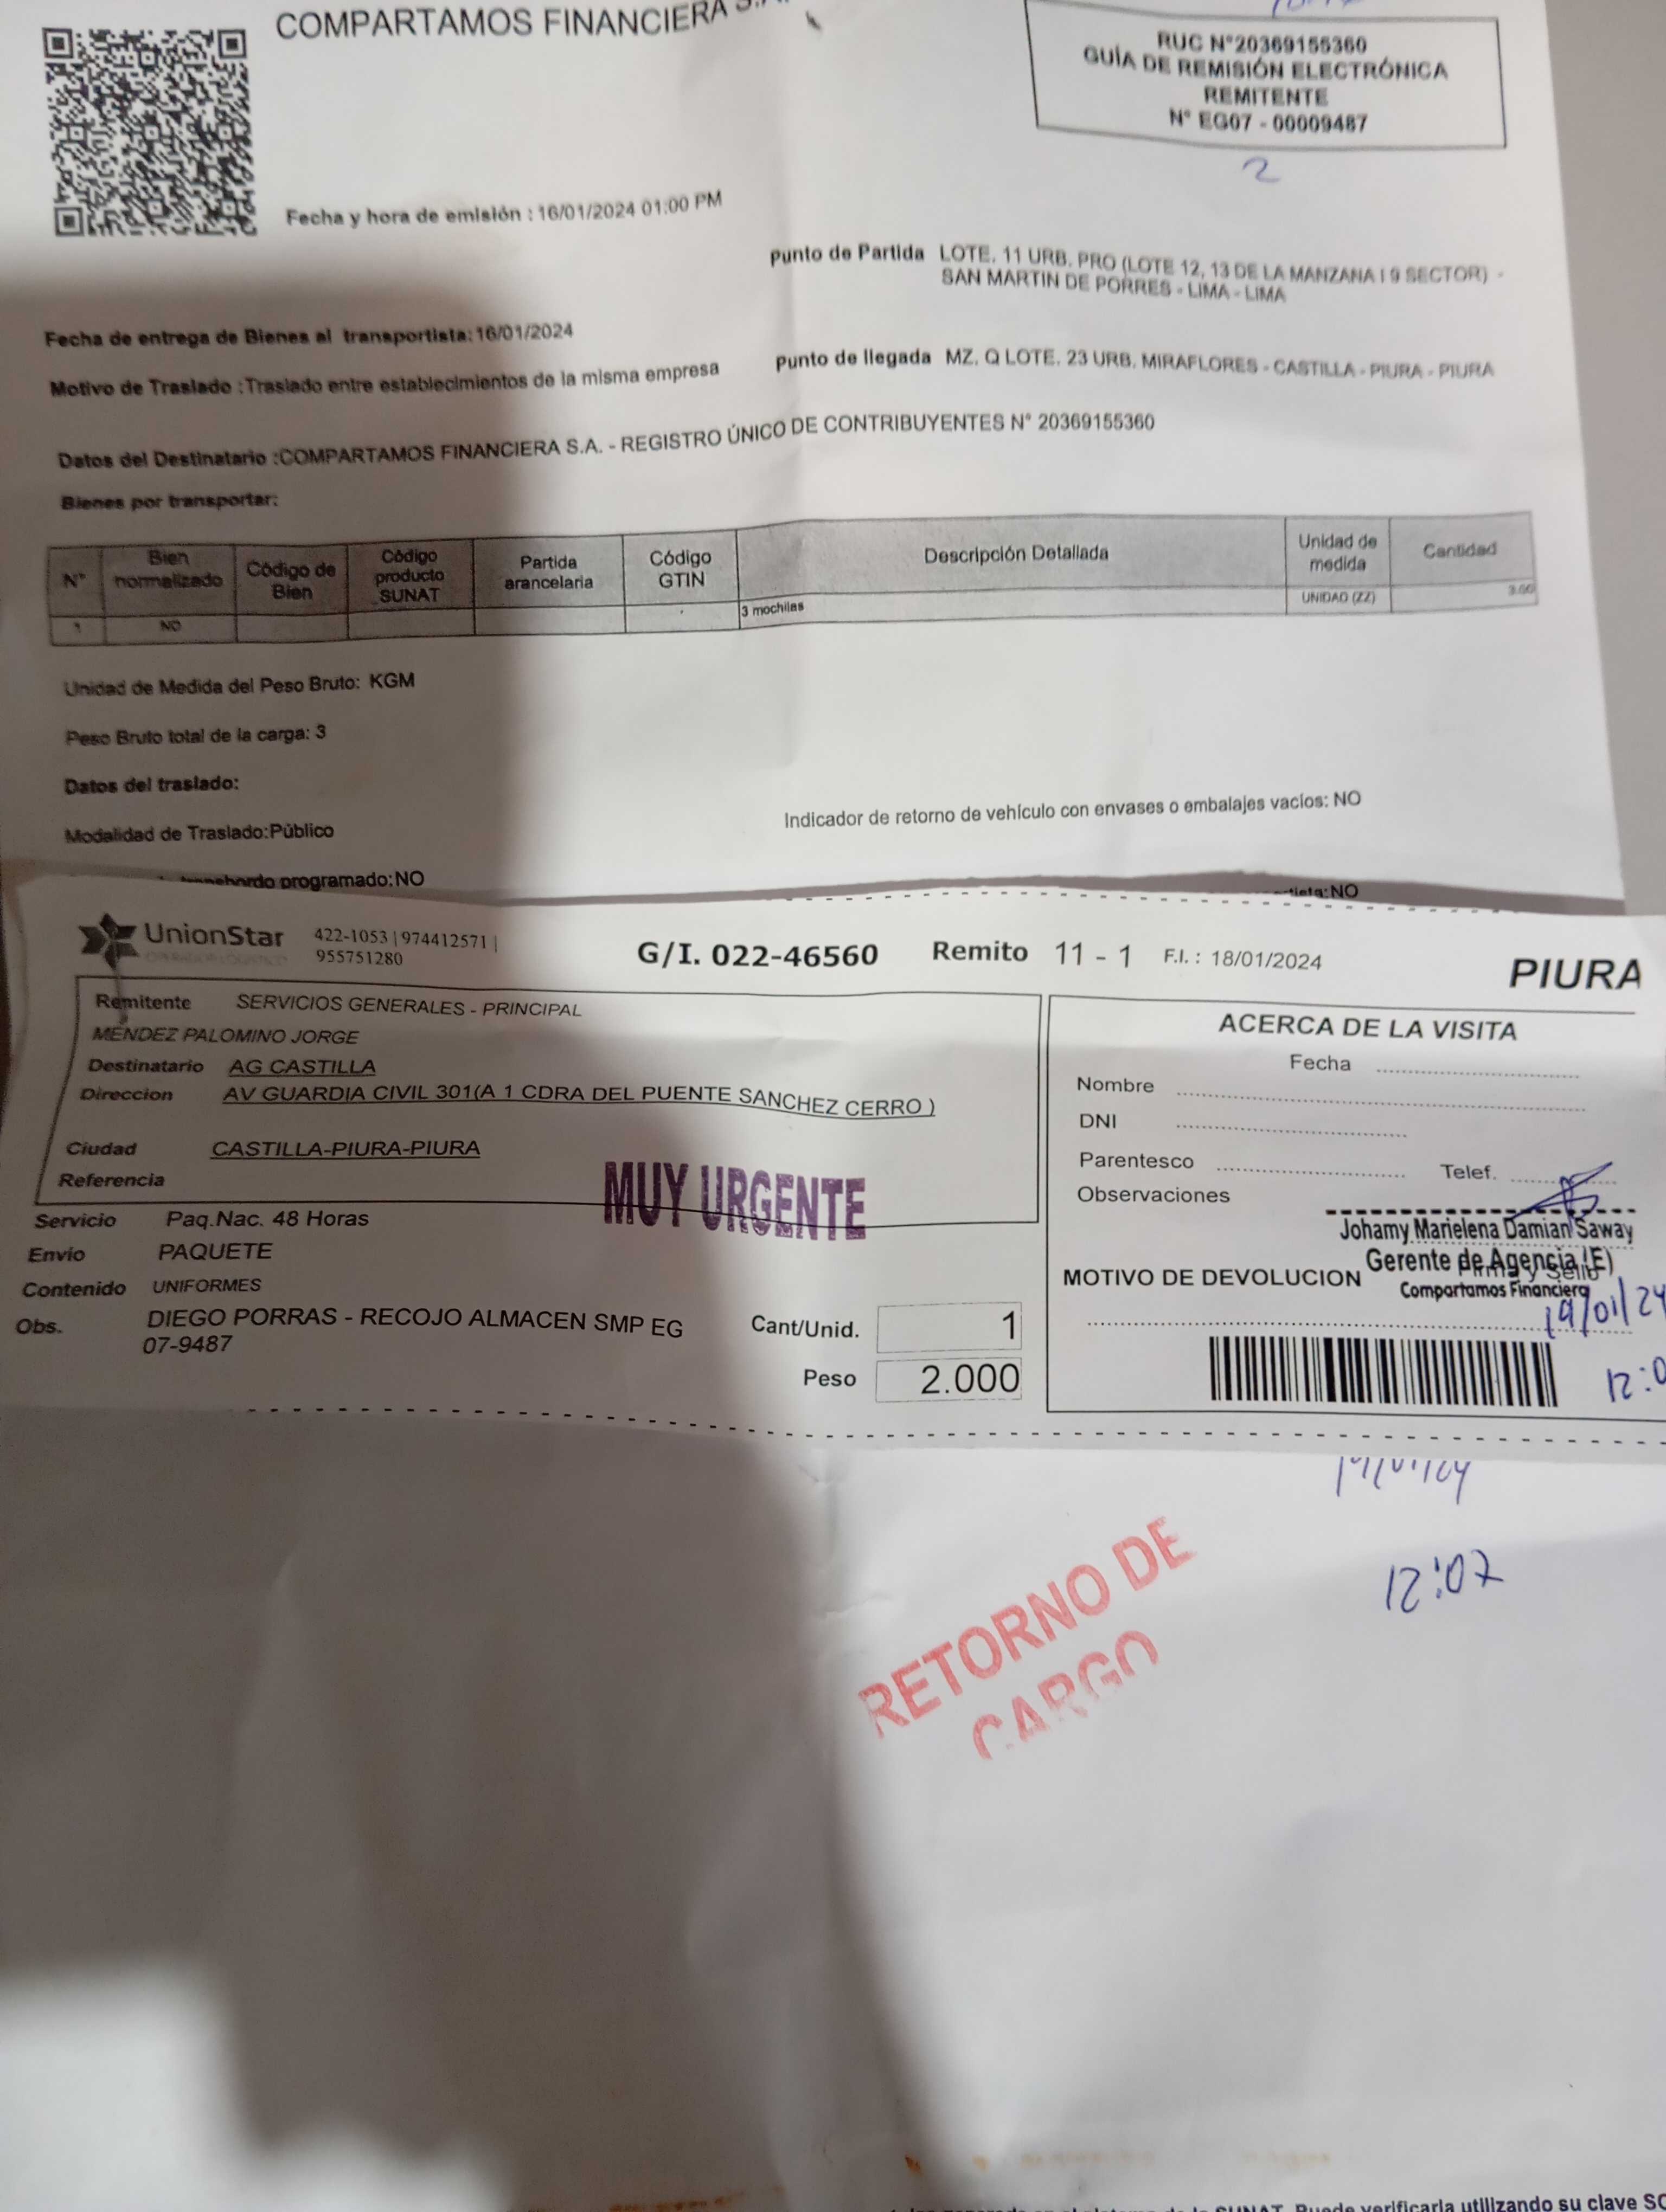 COMPARTAMOS FINANCIERA S.A.
RUC N°20369155360
GUÍA DE REMISIÓN ELECTRÓNICA
REMITENTE
N° EG07 - 00009487
2
Fecha y hora de emisión : 16/01/2024 01:00 PM
punto de Partida LOTE. 11 URB. PRO (LOTE 12, 13 DE LA MANZANA I 9 SECTOR) -
SAN MARTIN DE PORRES - LIMA - LIMA
Fecha de entrega de Bienes al transportista:16/01/2024
Motivo de Traslado :Traslado entre establecimientos de la misma empresa
Punto de llegada MZ. Q LOTE. 23 URB. MIRAFLORES - CASTILLA - PIURA - PIURA
Datos del Destinatario :COMPARTAMOS FINANCIERA S.A. - REGISTRO ÚNICO DE CONTRIBUYENTES N° 20369155360
Bienes por transportar:
N° Bien normalizado Código de Bien Código producto SUNAT Partida arancelaria Código GTIN Descripción Detallada Unidad de medida Cantidad
1 NO 3 mochilas UNIDAD (ZZ) 3.00
Unidad de Medida del Peso Bruto: KGM
Peso Bruto total de la carga: 3
Datos del traslado:
Modalidad de Traslado:Público
Indicador de retorno de vehículo con envases o embalajes vacíos: NO
programado:NO
NO
UnionStar 422-1053 | 974412571 |
955751280
G/I. 022-46560 Remito 11 - 1 F.I. : 18/01/2024 PIURA
Remitente SERVICIOS GENERALES - PRINCIPAL
MENDEZ PALOMINO JORGE
Destinatario AG CASTILLA
Direccion AV GUARDIA CIVIL 301(A 1 CDRA DEL PUENTE SANCHEZ CERRO )
Ciudad CASTILLA-PIURA-PIURA
Referencia
MUY URGENTE
Servicio Paq.Nac. 48 Horas
Envio PAQUETE
Contenido UNIFORMES
Obs. DIEGO PORRAS - RECOJO ALMACEN SMP EG
07-9487
Cant/Unid. 1
Peso 2.000
ACERCA DE LA VISITA
Fecha
Nombre
DNI
Parentesco Telef.
Observaciones
Johamy Marielena Damian Saway
Gerente de Agencia (E)
Firma y Sello
Compartamos Financiera
MOTIVO DE DEVOLUCION
19/01/24
12:0
12:07
RETORNO DE
CARGO
SUNAT. Puede verificarla utilizando su clave SO